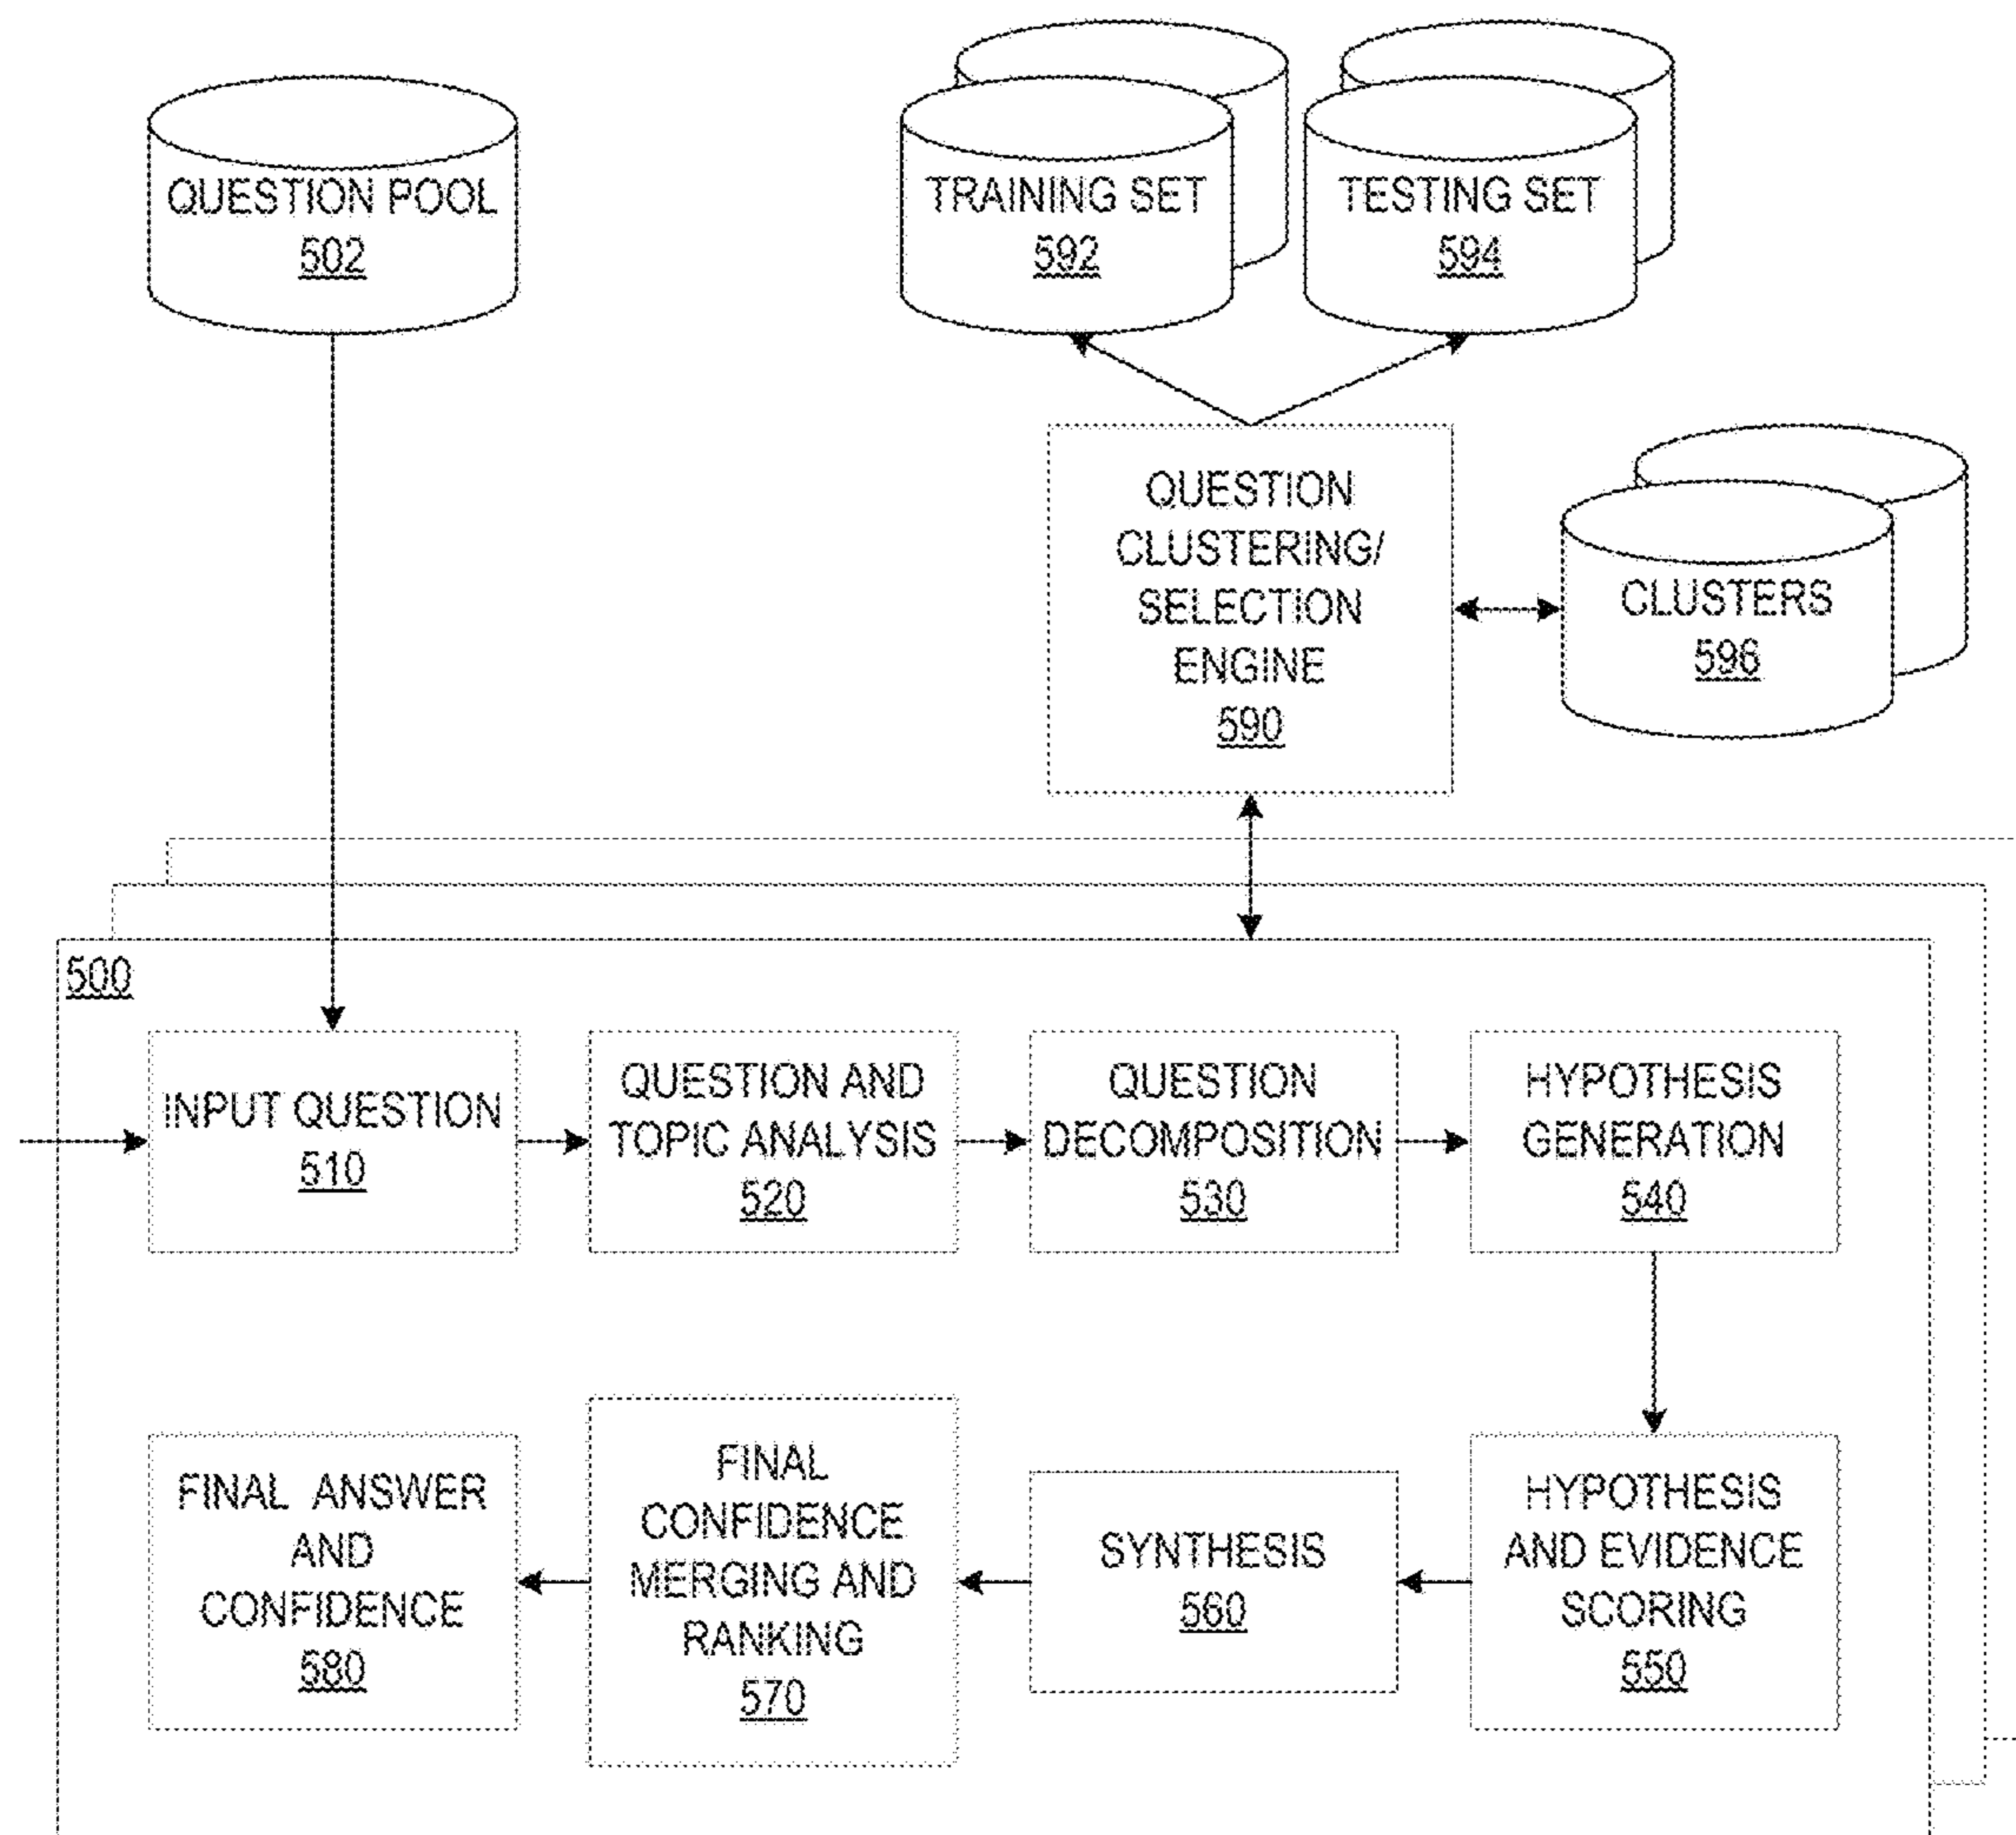 QUESTION POOL
502
TRAINING SET
592
TESTING SET
594
QUESTION
CLUSTERING/
SELECTION
ENGINE
590
CLUSTERS
596
500
INPUT QUESTION
510
QUESTION AND
TOPIC ANALYSIS
520
QUESTION
DECOMPOSITION
530
HYPOTHESIS
GENERATION
540
FINAL ANSWER
AND
CONFIDENCE
580
FINAL
CONFIDENCE
MERGING AND
RANKING
570
SYNTHESIS
560
HYPOTHESIS
AND EVIDENCE
SCORING
550